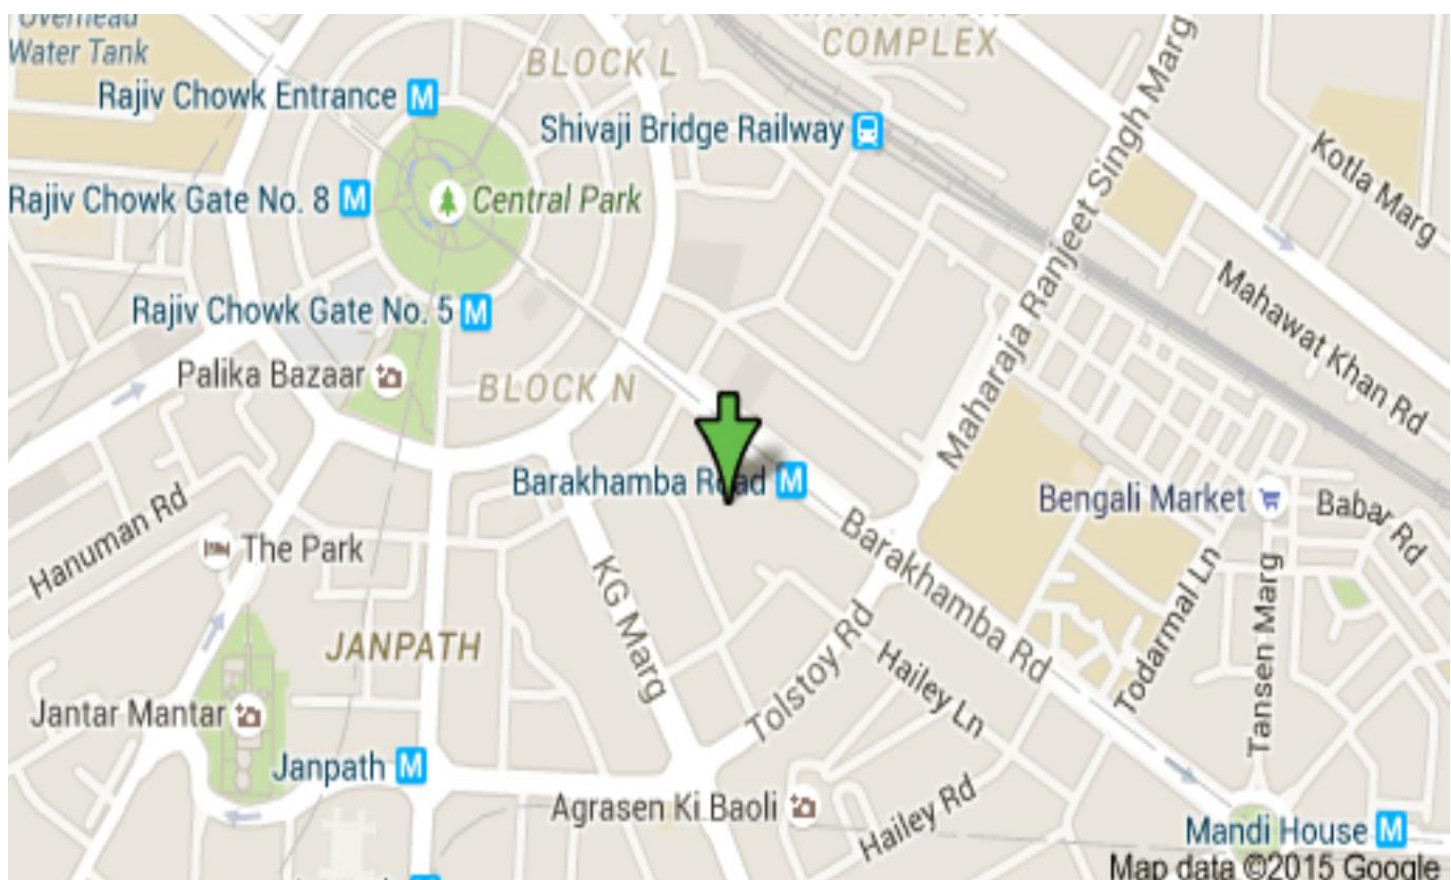 Overhead
Water Tank
BLOCK L
COMPLEX
Rajiv Chowk Entrance M
Shivaji Bridge Railway
Maharaja Ranjeet Singh Marg
Kotla Marg
Rajiv Chowk Gate No. 8 M
Central Park
Mahawat Khan Rd
Rajiv Chowk Gate No. 5 M
Palika Bazaar
BLOCK N
Barakhamba Road M
Bengali Market
Babar Rd
Hanuman Rd
The Park
KG Marg
Barakhamba Rd
Todarmal Ln
Tansen Marg
JANPATH
Tolstoy Rd
Hailey Ln
Jantar Mantar
Janpath M
Agrasen Ki Baoli
Hailey Rd
Mandi House M
Map data ©2015 Google